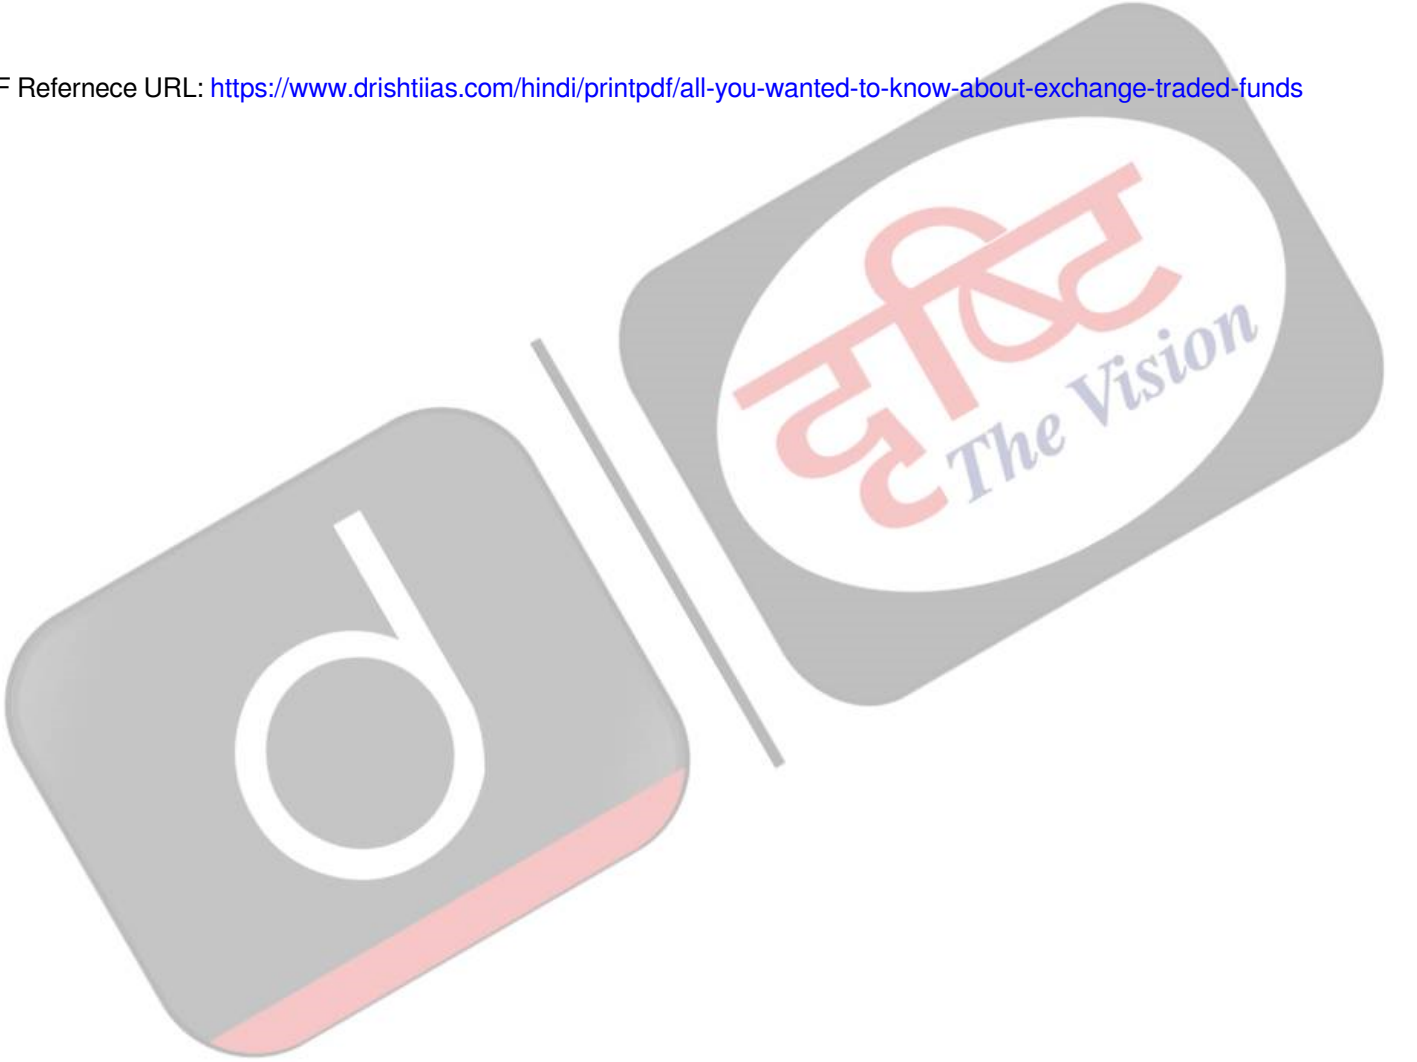 F Refernece URL: https://www.drishtiias.com/hindi/printpdf/all-you-wanted-to-know-about-exchange-traded-funds
दृष्टि
The Vision
d